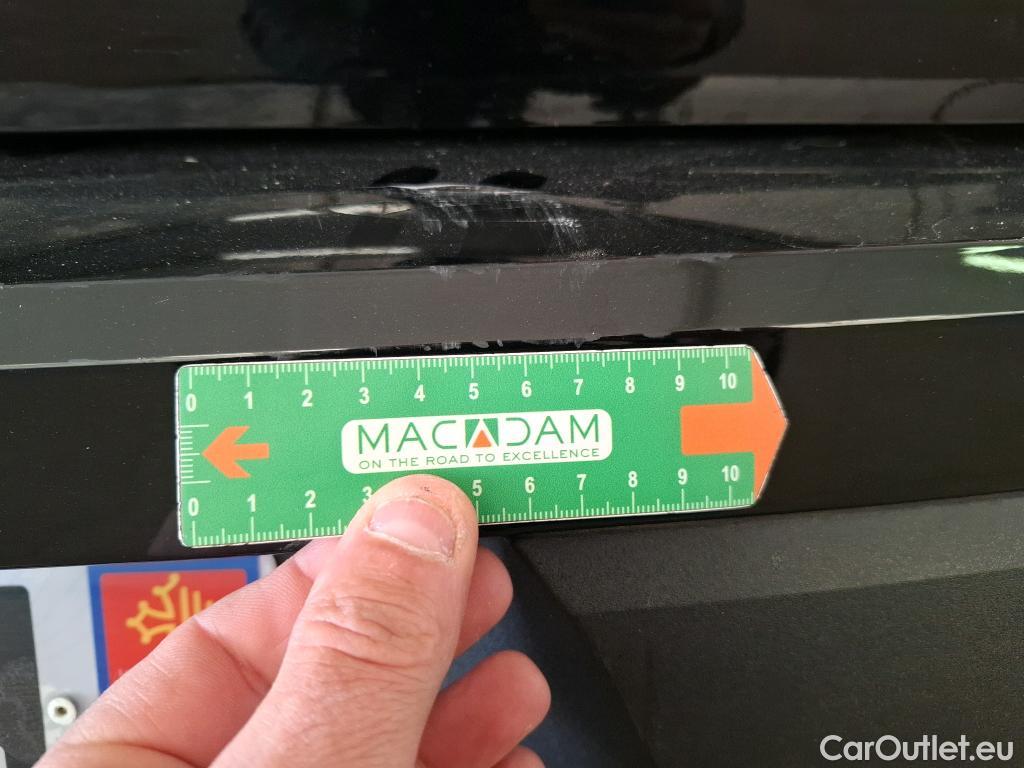 0 1 2 3 4 5 6 7 8 9 10
MACADAM
ON THE ROAD TO EXCELLENCE
0 1 2 3 5 6 7 8 9 10
CarOutlet.eu